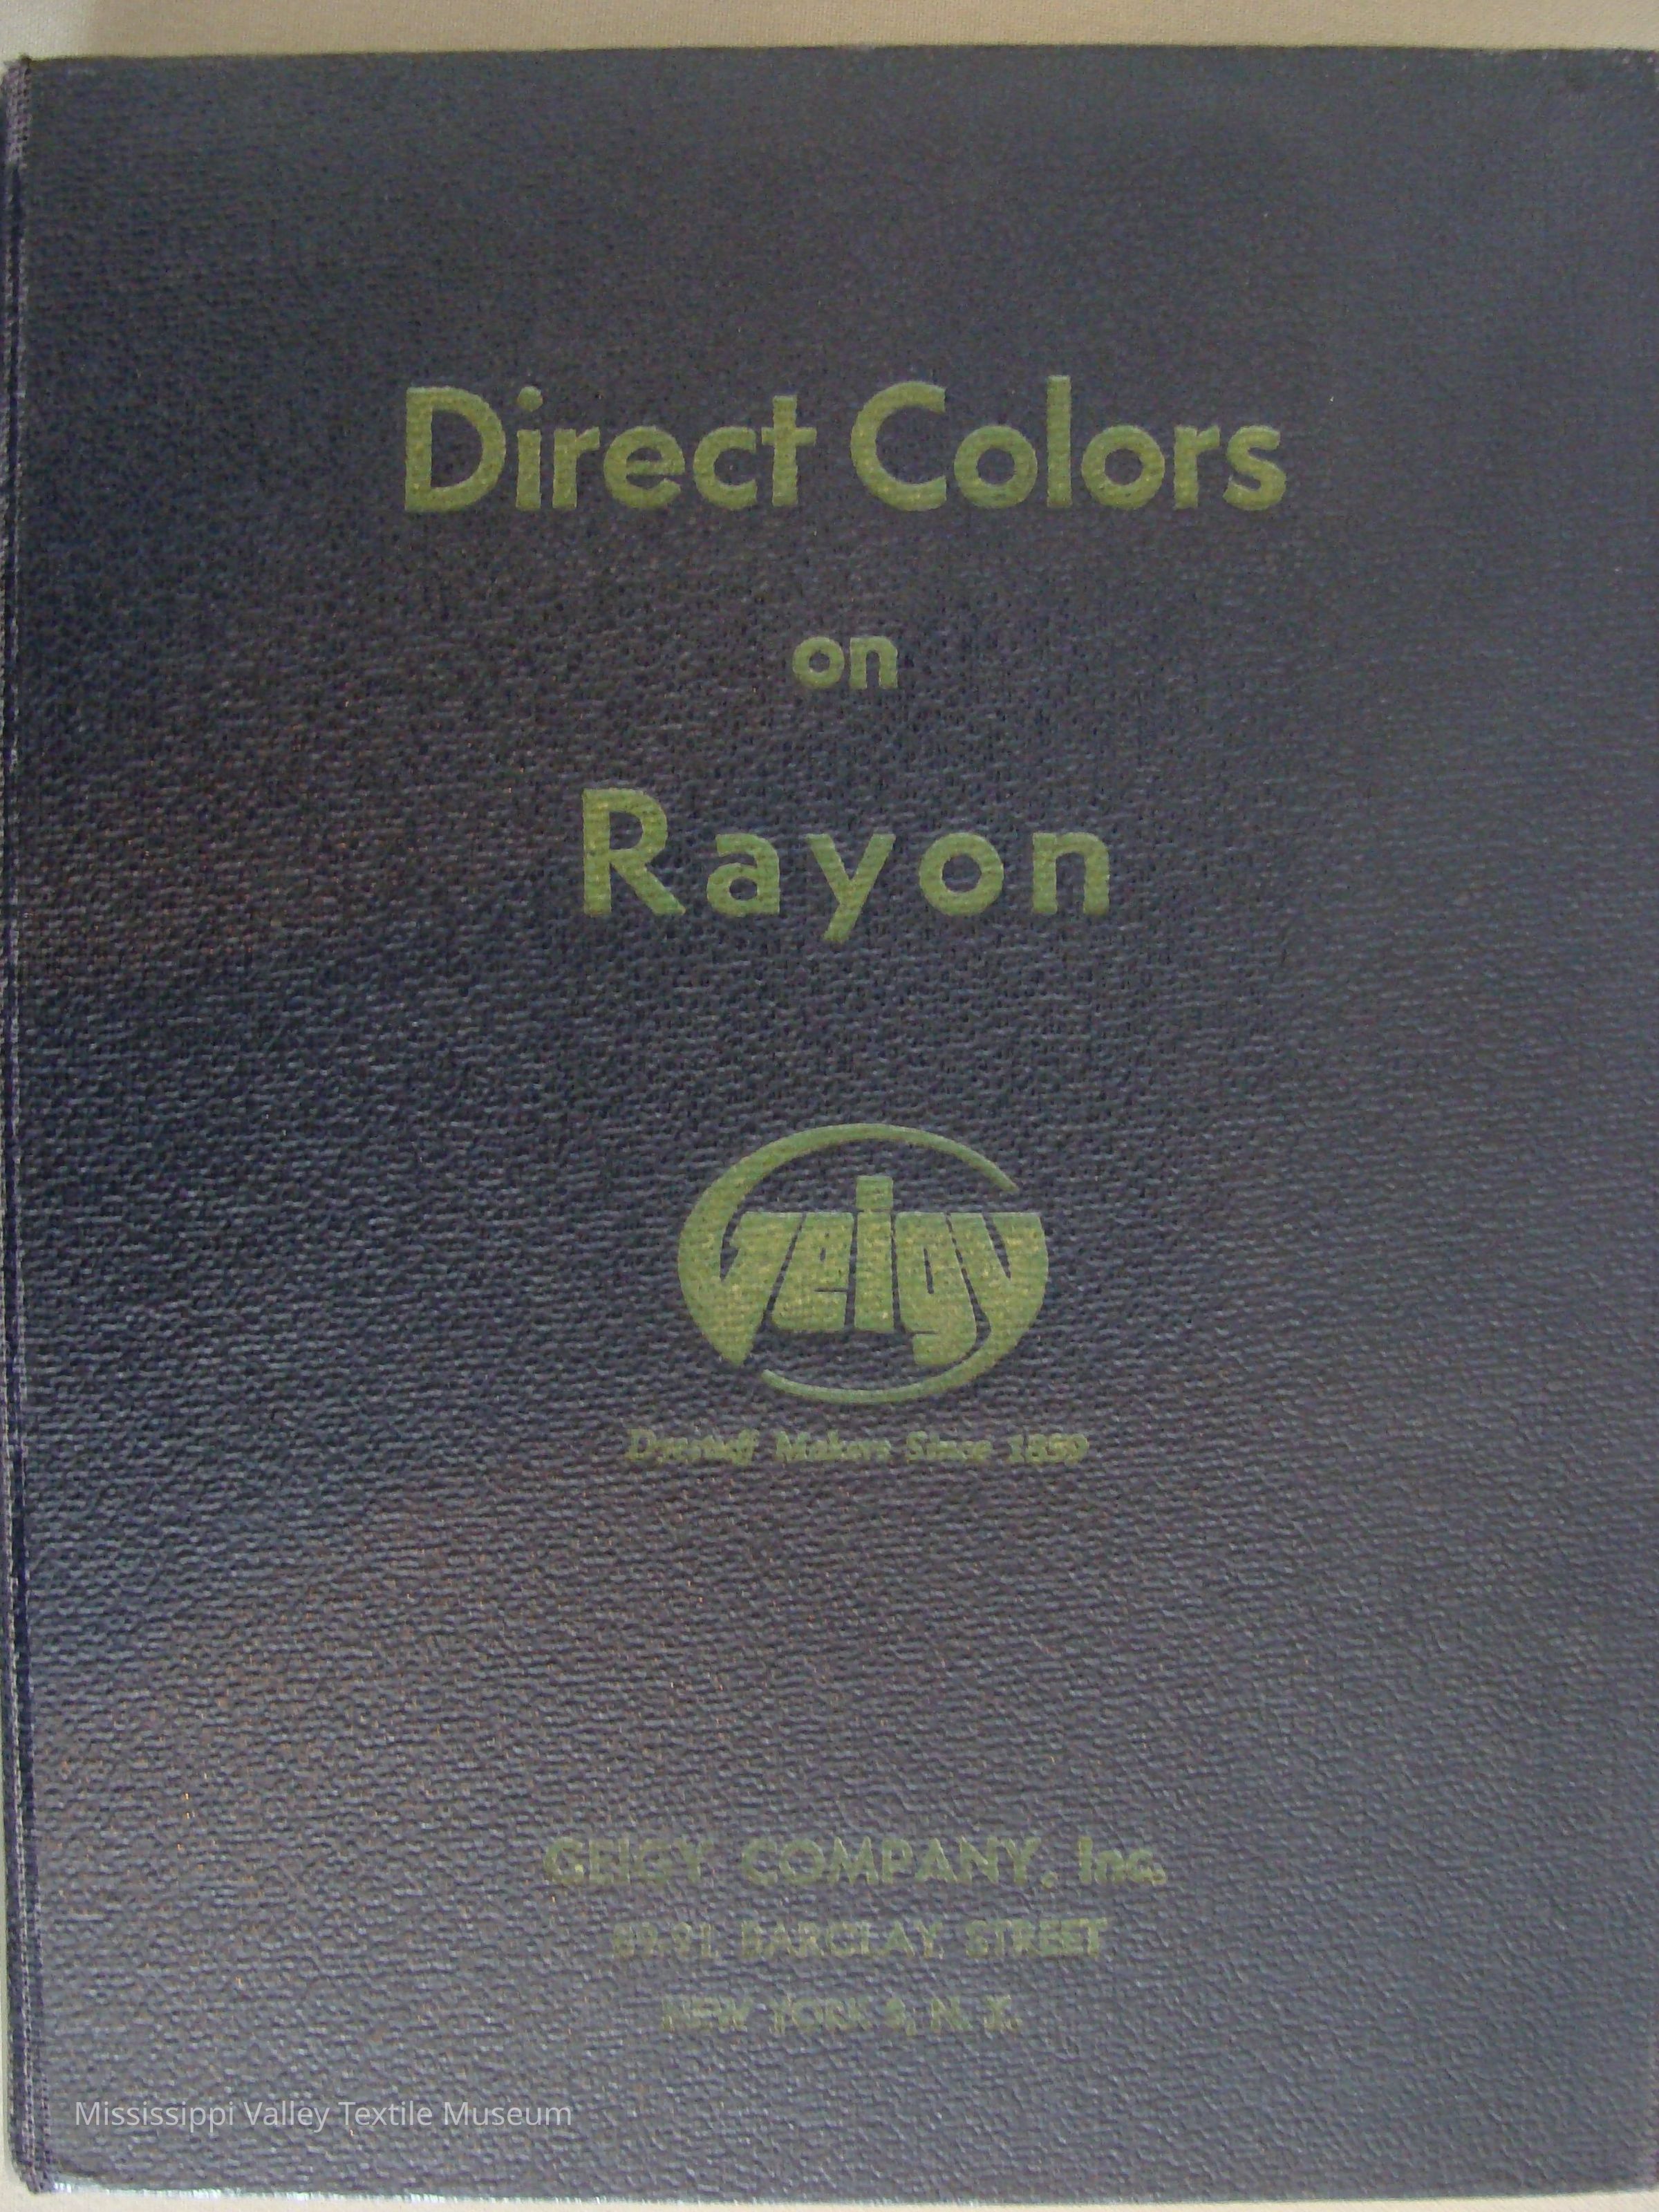 Direct Colors
on
Rayon
Geigy
Dyestuff Makers Since 1859
GEIGY COMPANY, Inc.
89-91, BARCLAY STREET
NEW YORK 8, N. Y.
Mississippi Valley Textile Museum